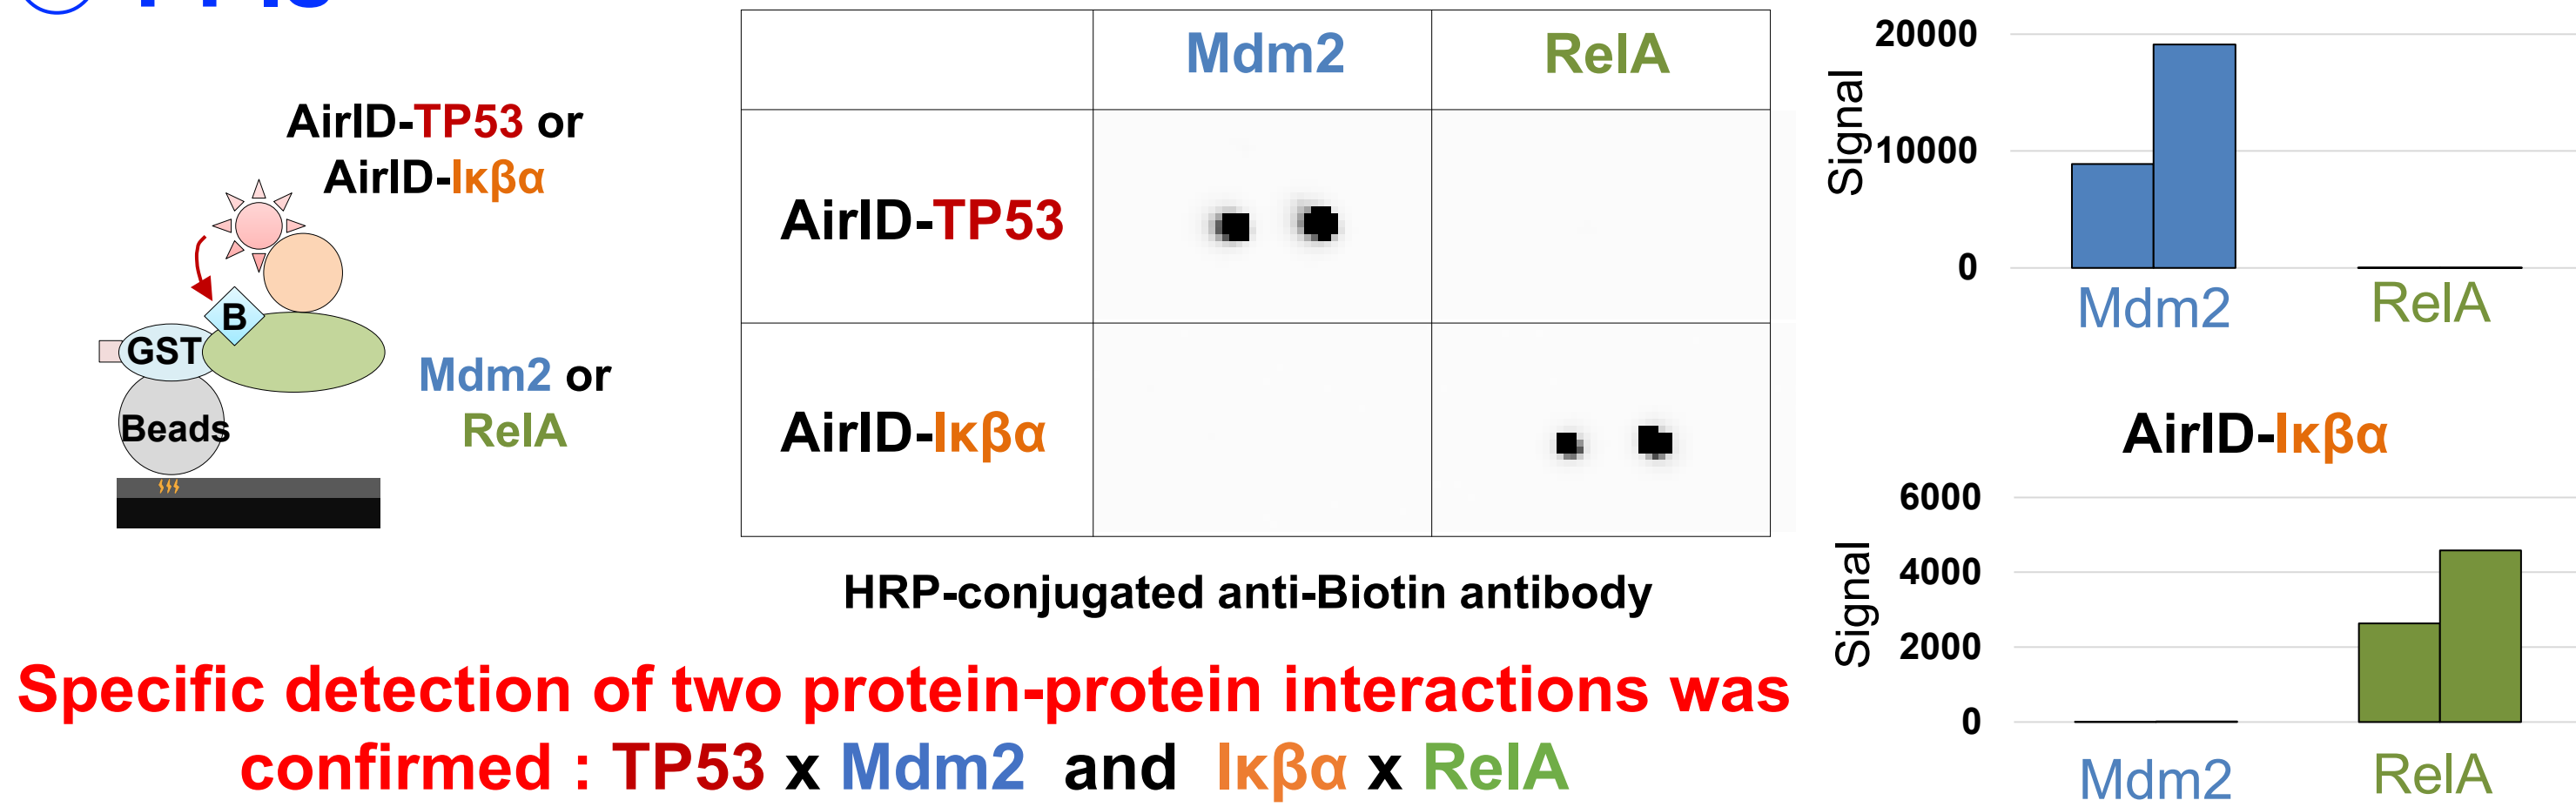 AirID-TP53 or
AirID-Iκβα
B
GST
Beads
Mdm2 or
RelA
Mdm2 RelA
AirID-TP53
AirID-Iκβα
HRP-conjugated anti-Biotin antibody
Specific detection of two protein-protein interactions was
confirmed : TP53 x Mdm2 and Iκβα x RelA
Signal
20000
10000
0
Mdm2 RelA
AirID-Iκβα
Signal
6000
4000
2000
0
Mdm2 RelA